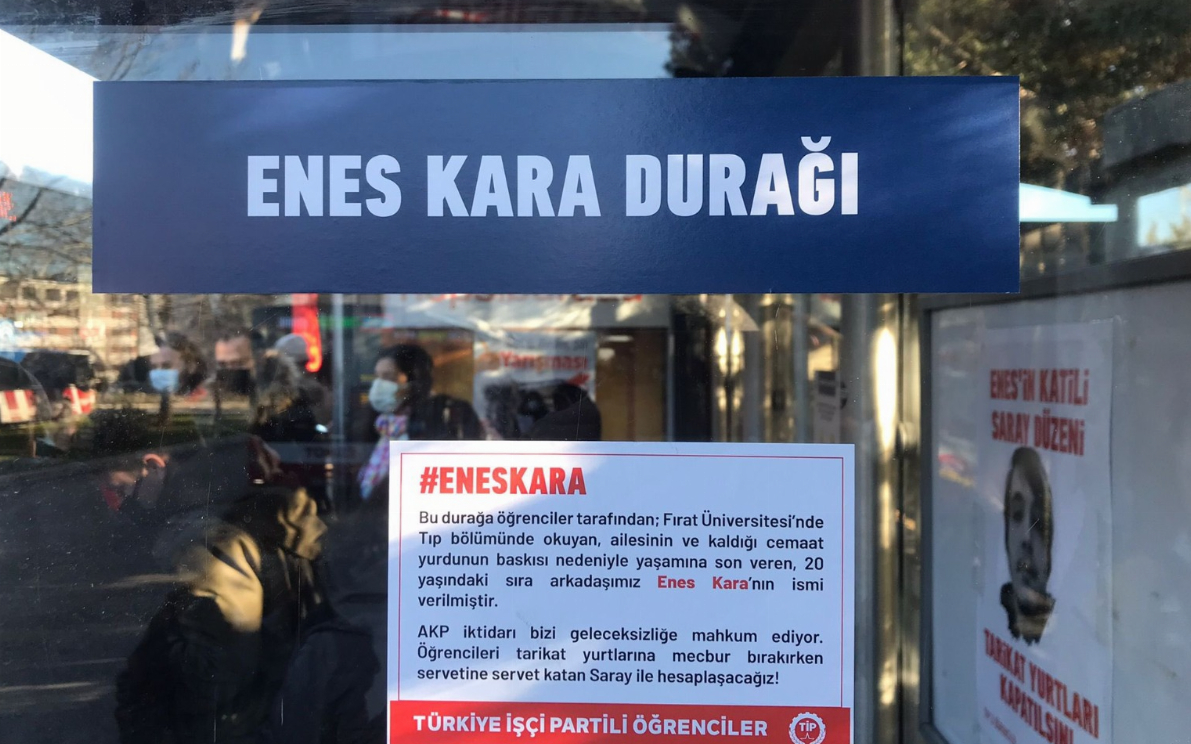 ENES KARA DURAĞI
Yarışması
#ENESKARA
Bu durağa öğrenciler tarafından; Fırat Üniversitesi’nde
Tıp bölümünde okuyan, ailesinin ve kaldığı cemaat
yurdunun baskısı nedeniyle yaşamına son veren, 20
yaşındaki sıra arkadaşımız Enes Kara’nın ismi
verilmiştir.
AKP iktidarı bizi geleceksizliğe mahkum ediyor.
Öğrencileri tarikat yurtlarına mecbur bırakırken
servetine servet katan Saray ile hesaplaşacağız!
TÜRKİYE İŞÇİ PARTİLİ ÖĞRENCİLER
TİP
ENES'İN KATİLİ
SARAY DÜZENİ
TARİKAT YURTLARI
KAPATILSIN!